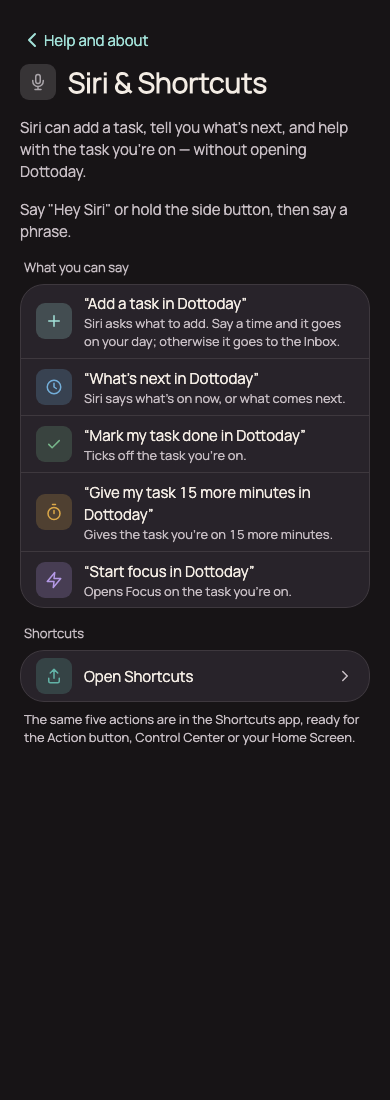 Help and about
Siri & Shortcuts
Siri can add a task, tell you what's next, and help
with the task you're on — without opening
Dottoday.
Say "Hey Siri" or hold the side button, then say a
phrase.
What you can say
“Add a task in Dottoday”
Siri asks what to add. Say a time and it goes
on your day; otherwise it goes to the Inbox.
“What's next in Dottoday”
Siri says what's on now, or what comes next.
“Mark my task done in Dottoday”
Ticks off the task you're on.
“Give my task 15 more minutes in
Dottoday”
Gives the task you're on 15 more minutes.
“Start focus in Dottoday”
Opens Focus on the task you're on.
Shortcuts
Open Shortcuts
The same five actions are in the Shortcuts app, ready for
the Action button, Control Center or your Home Screen.